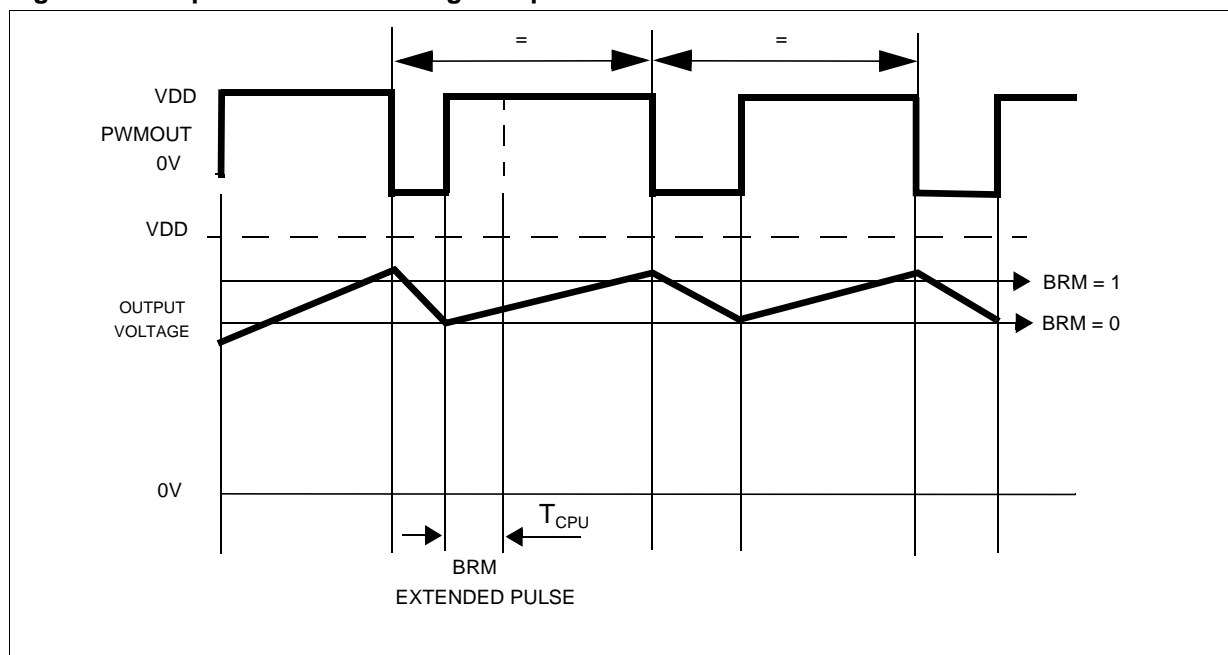 =
=
VDD
PWMOUT
0V
VDD
BRM = 1
OUTPUT
VOLTAGE
BRM = 0
0V
TCPU
BRM
EXTENDED PULSE